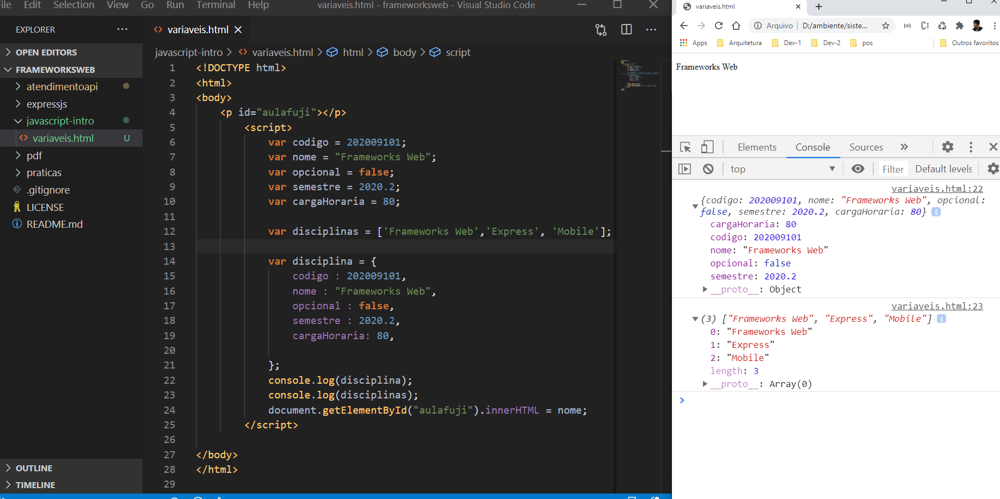 File Edit Selection View Go Run Terminal Help
variaveis.html - frameworksweb - Visual Studio Code
EXPLORER
OPEN EDITORS
FRAMEWORKSWEB
atendimentoapi
expressjs
javascript-intro
variaveis.html U
pdf
praticas
.gitignore
LICENSE
README.md
OUTLINE
TIMELINE
variaveis.html
javascript-intro > variaveis.html > html > body > script
1 <!DOCTYPE html>
2 <html>
3 <body>
4 <p id="aulafuji"></p>
5 <script>
6 var codigo = 202009101;
7 var nome = "Frameworks Web";
8 var opcional = false;
9 var semestre = 2020.2;
10 var cargaHoraria = 80;
11
12 var disciplinas = ['Frameworks Web','Express', 'Mobile'];
13
14 var disciplina = {
15 codigo : 202009101,
16 nome : "Frameworks Web",
17 opcional : false,
18 semestre : 2020.2,
19 cargaHoraria: 80,
20
21 };
22 console.log(disciplina);
23 console.log(disciplinas);
24 document.getElementById("aulafuji").innerHTML = nome;
25 </script>
26
27 </body>
28 </html>
29
variaveis.html
Arquivo | D:/ambiente/siste...
Apps Arquitetura Dev-1 Dev-2 pos Outros favoritos
Frameworks Web
Elements Console Sources
top Filter Default levels
variaveis.html:22
{codigo: 202009101, nome: "Frameworks Web", opcional:
false, semestre: 2020.2, cargaHoraria: 80}
cargaHoraria: 80
codigo: 202009101
nome: "Frameworks Web"
opcional: false
semestre: 2020.2
__proto__: Object
variaveis.html:23
(3) ["Frameworks Web", "Express", "Mobile"]
0: "Frameworks Web"
1: "Express"
2: "Mobile"
length: 3
__proto__: Array(0)